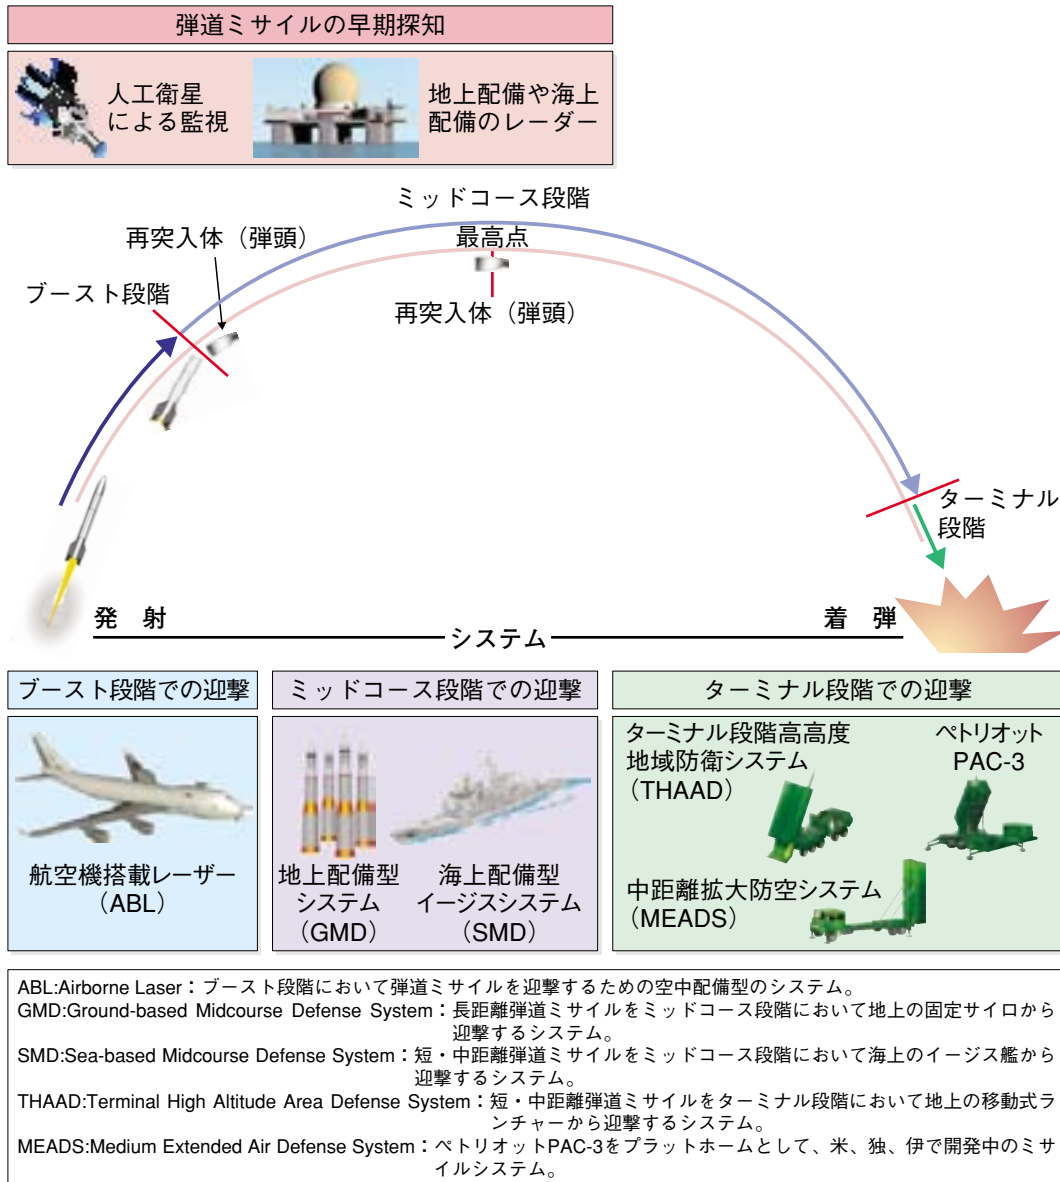 弾道ミサイルの早期探知
人工衛星
による監視
地上配備や海上
配備のレーダー
ミッドコース段階
再突入体（弾頭）
最高点
ブースト段階
再突入体（弾頭）
ターミナル
段階
発 射
着 弾
システム
ブースト段階での迎撃
航空機搭載レーザー
（ABL）
ミッドコース段階での迎撃
地上配備型
システム
（GMD）
海上配備型
イージスシステム
（SMD）
ターミナル段階での迎撃
ターミナル段階高高度
地域防衛システム
（THAAD）
ペトリオット
PAC-3
中距離拡大防空システム
（MEADS）
ABL:Airborne Laser：ブースト段階において弾道ミサイルを迎撃するための空中配備型のシステム。
GMD:Ground-based Midcourse Defense System：長距離弾道ミサイルをミッドコース段階において地上の固定サイロから
迎撃するシステム。
SMD:Sea-based Midcourse Defense System：短・中距離弾道ミサイルをミッドコース段階において海上のイージス艦から
迎撃するシステム。
THAAD:Terminal High Altitude Area Defense System：短・中距離弾道ミサイルをターミナル段階において地上の移動式ラ
ンチャーから迎撃するシステム。
MEADS:Medium Extended Air Defense System：ペトリオットPAC-3をプラットホームとして、米、独、伊で開発中のミサ
イルシステム。